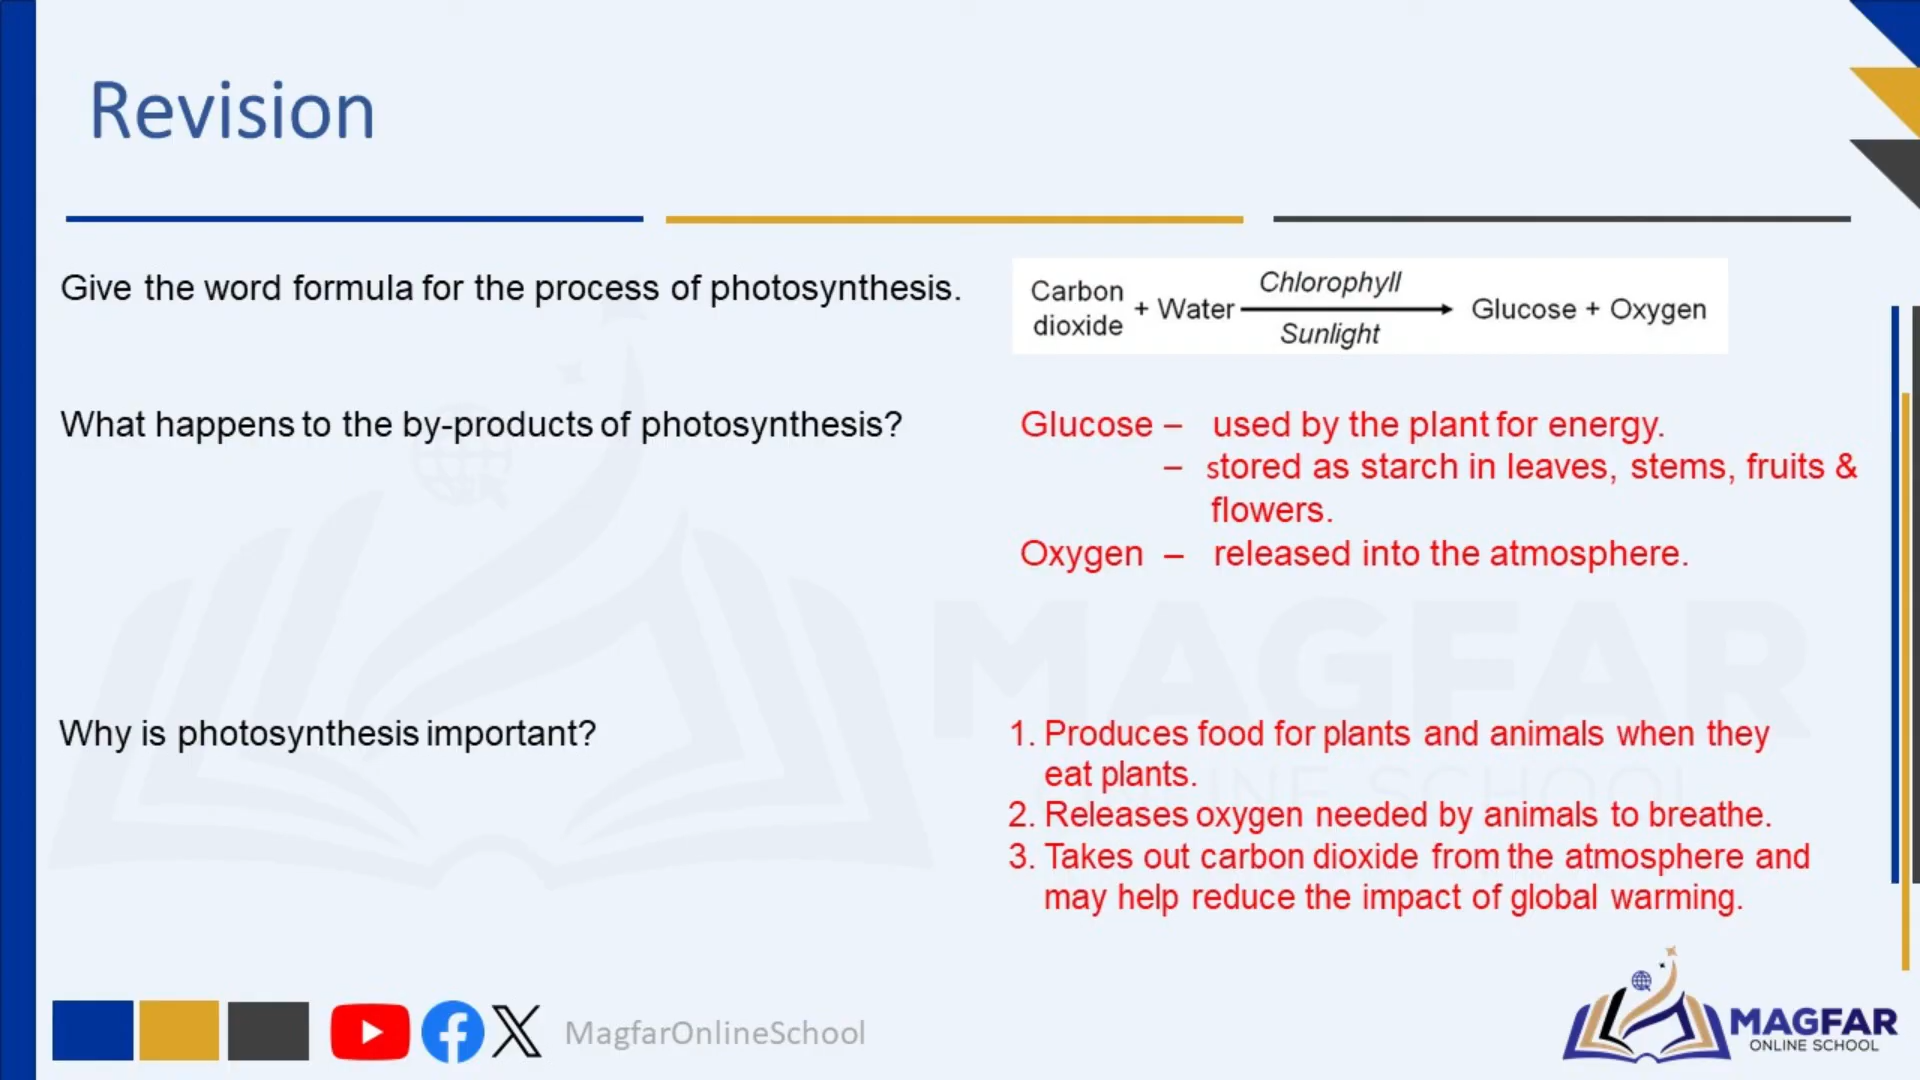 Revision
Give the word formula for the process of photosynthesis.
Carbon dioxide + Water Chlorophyll Sunlight Glucose + Oxygen
What happens to the by-products of photosynthesis?
Glucose – used by the plant for energy.
– stored as starch in leaves, stems, fruits &
flowers.
Oxygen – released into the atmosphere.
Why is photosynthesis important?
1. Produces food for plants and animals when they
eat plants.
2. Releases oxygen needed by animals to breathe.
3. Takes out carbon dioxide from the atmosphere and
may help reduce the impact of global warming.
MAGFAR
ONLINE SCHOOL
MagfarOnlineSchool
MAGFAR
ONLINE SCHOOL